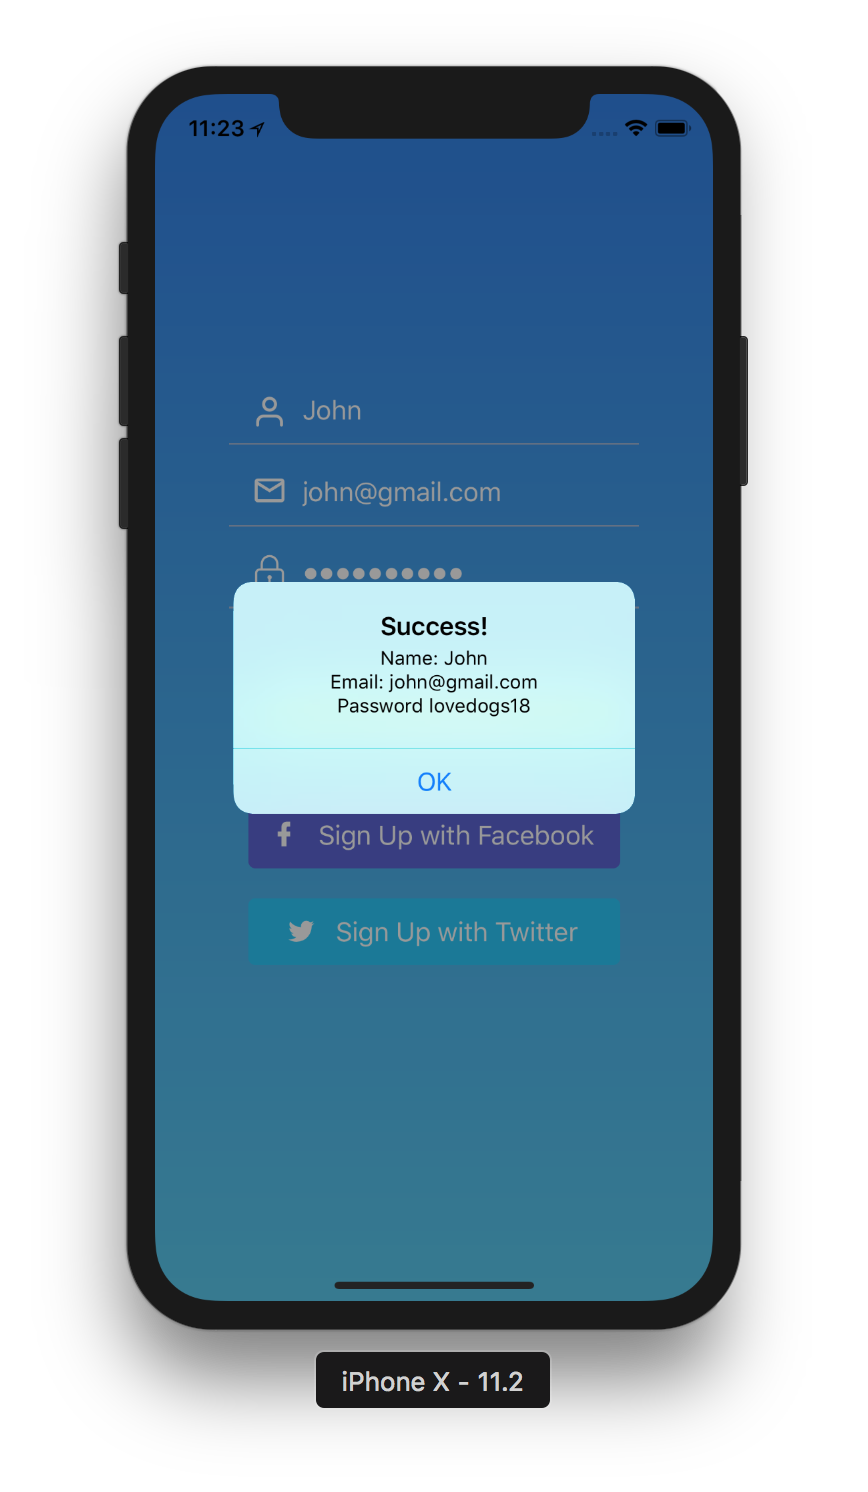 11:23
John
john@gmail.com
●●●●●●●●●●
Success!
Name: John
Email: john@gmail.com
Password lovedogs18
OK
Sign Up with Facebook
Sign Up with Twitter
iPhone X - 11.2